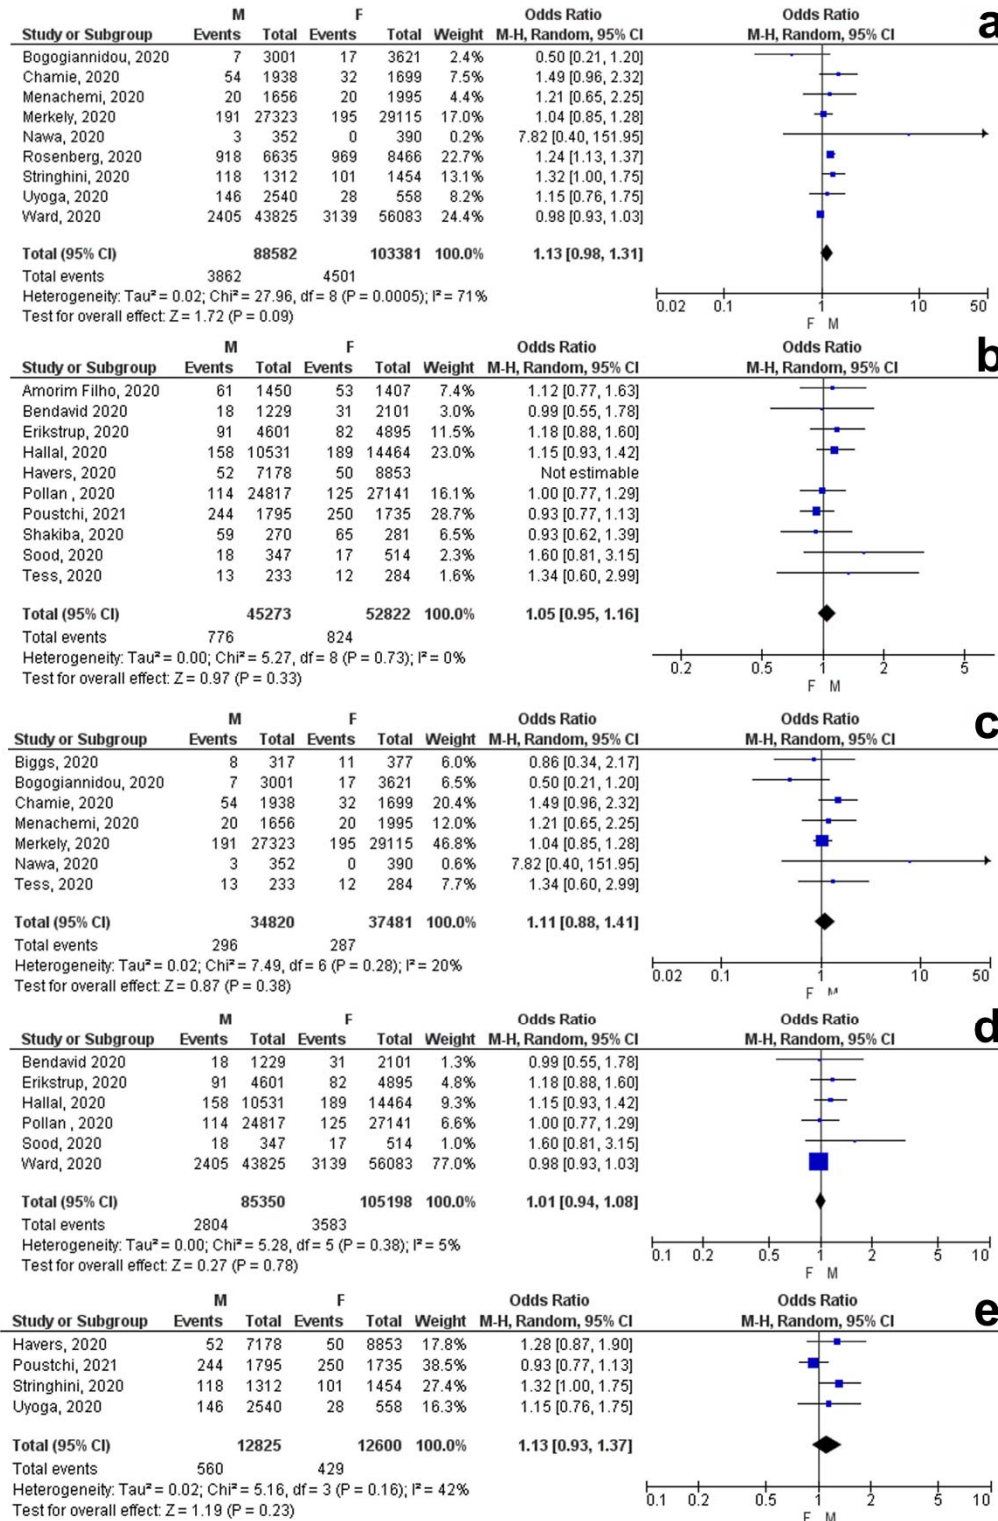 M F Odds Ratio Odds Ratio a
Study or Subgroup Events Total Events Total Weight M-H, Random, 95% CI M-H, Random, 95% CI
Bogogiannidou, 2020 7 3001 17 3621 2.4% 0.50 [0.21, 1.20]
Chamie, 2020 54 1938 32 1699 7.5% 1.49 [0.96, 2.32]
Menachemi, 2020 20 1656 20 1995 4.4% 1.21 [0.65, 2.25]
Merkely, 2020 191 27323 195 29115 17.0% 1.04 [0.85, 1.28]
Nawa, 2020 3 352 0 390 0.2% 7.82 [0.40, 151.95]
Rosenberg, 2020 918 6635 969 8466 22.7% 1.24 [1.13, 1.37]
Stringhini, 2020 118 1312 101 1454 13.1% 1.32 [1.00, 1.75]
Uyoga, 2020 146 2540 28 558 8.2% 1.15 [0.76, 1.75]
Ward, 2020 2405 43825 3139 56083 24.4% 0.98 [0.93, 1.03]
Total (95% CI) 88582 103381 100.0% 1.13 [0.98, 1.31]
Total events 3862 4501
Heterogeneity: Tau² = 0.02; Chi² = 27.96, df = 8 (P = 0.0005); I² = 71%
Test for overall effect: Z = 1.72 (P = 0.09)
0.02 0.1 1 10 50
F M
M F Odds Ratio Odds Ratio b
Study or Subgroup Events Total Events Total Weight M-H, Random, 95% CI M-H, Random, 95% CI
Amorim Filho, 2020 61 1450 53 1407 7.4% 1.12 [0.77, 1.63]
Bendavid 2020 18 1229 31 2101 3.0% 0.99 [0.55, 1.78]
Erikstrup, 2020 91 4601 82 4895 11.5% 1.18 [0.88, 1.60]
Hallal, 2020 158 10531 189 14464 23.0% 1.15 [0.93, 1.42]
Havers, 2020 52 7178 50 8853 Not estimable
Pollan , 2020 114 24817 125 27141 16.1% 1.00 [0.77, 1.29]
Poustchi, 2021 244 1795 250 1735 28.7% 0.93 [0.77, 1.13]
Shakiba, 2020 59 270 65 281 6.5% 0.93 [0.62, 1.39]
Sood, 2020 18 347 17 514 2.3% 1.60 [0.81, 3.15]
Tess, 2020 13 233 12 284 1.6% 1.34 [0.60, 2.99]
Total (95% CI) 45273 52822 100.0% 1.05 [0.95, 1.16]
Total events 776 824
Heterogeneity: Tau² = 0.00; Chi² = 5.27, df = 8 (P = 0.73); I² = 0%
Test for overall effect: Z = 0.97 (P = 0.33)
0.2 0.5 1 2 5
F M
M F Odds Ratio Odds Ratio c
Study or Subgroup Events Total Events Total Weight M-H, Random, 95% CI M-H, Random, 95% CI
Biggs, 2020 8 317 11 377 6.0% 0.86 [0.34, 2.17]
Bogogiannidou, 2020 7 3001 17 3621 6.5% 0.50 [0.21, 1.20]
Chamie, 2020 54 1938 32 1699 20.4% 1.49 [0.96, 2.32]
Menachemi, 2020 20 1656 20 1995 12.0% 1.21 [0.65, 2.25]
Merkely, 2020 191 27323 195 29115 46.8% 1.04 [0.85, 1.28]
Nawa, 2020 3 352 0 390 0.6% 7.82 [0.40, 151.95]
Tess, 2020 13 233 12 284 7.7% 1.34 [0.60, 2.99]
Total (95% CI) 34820 37481 100.0% 1.11 [0.88, 1.41]
Total events 296 287
Heterogeneity: Tau² = 0.02; Chi² = 7.49, df = 6 (P = 0.28); I² = 20%
Test for overall effect: Z = 0.87 (P = 0.38)
0.02 0.1 1 10 50
F M
M F Odds Ratio Odds Ratio d
Study or Subgroup Events Total Events Total Weight M-H, Random, 95% CI M-H, Random, 95% CI
Bendavid 2020 18 1229 31 2101 1.3% 0.99 [0.55, 1.78]
Erikstrup, 2020 91 4601 82 4895 4.8% 1.18 [0.88, 1.60]
Hallal, 2020 158 10531 189 14464 9.3% 1.15 [0.93, 1.42]
Pollan , 2020 114 24817 125 27141 6.6% 1.00 [0.77, 1.29]
Sood, 2020 18 347 17 514 1.0% 1.60 [0.81, 3.15]
Ward, 2020 2405 43825 3139 56083 77.0% 0.98 [0.93, 1.03]
Total (95% CI) 85350 105198 100.0% 1.01 [0.94, 1.08]
Total events 2804 3583
Heterogeneity: Tau² = 0.00; Chi² = 5.28, df = 5 (P = 0.38); I² = 5%
Test for overall effect: Z = 0.27 (P = 0.78)
0.1 0.2 0.5 1 2 5 10
F M
M F Odds Ratio Odds Ratio e
Study or Subgroup Events Total Events Total Weight M-H, Random, 95% CI M-H, Random, 95% CI
Havers, 2020 52 7178 50 8853 17.8% 1.28 [0.87, 1.90]
Poustchi, 2021 244 1795 250 1735 38.5% 0.93 [0.77, 1.13]
Stringhini, 2020 118 1312 101 1454 27.4% 1.32 [1.00, 1.75]
Uyoga, 2020 146 2540 28 558 16.3% 1.15 [0.76, 1.75]
Total (95% CI) 12825 12600 100.0% 1.13 [0.93, 1.37]
Total events 560 429
Heterogeneity: Tau² = 0.02; Chi² = 5.16, df = 3 (P = 0.16); I² = 42%
Test for overall effect: Z = 1.19 (P = 0.23)
0.1 0.2 0.5 1 2 5 10
F M